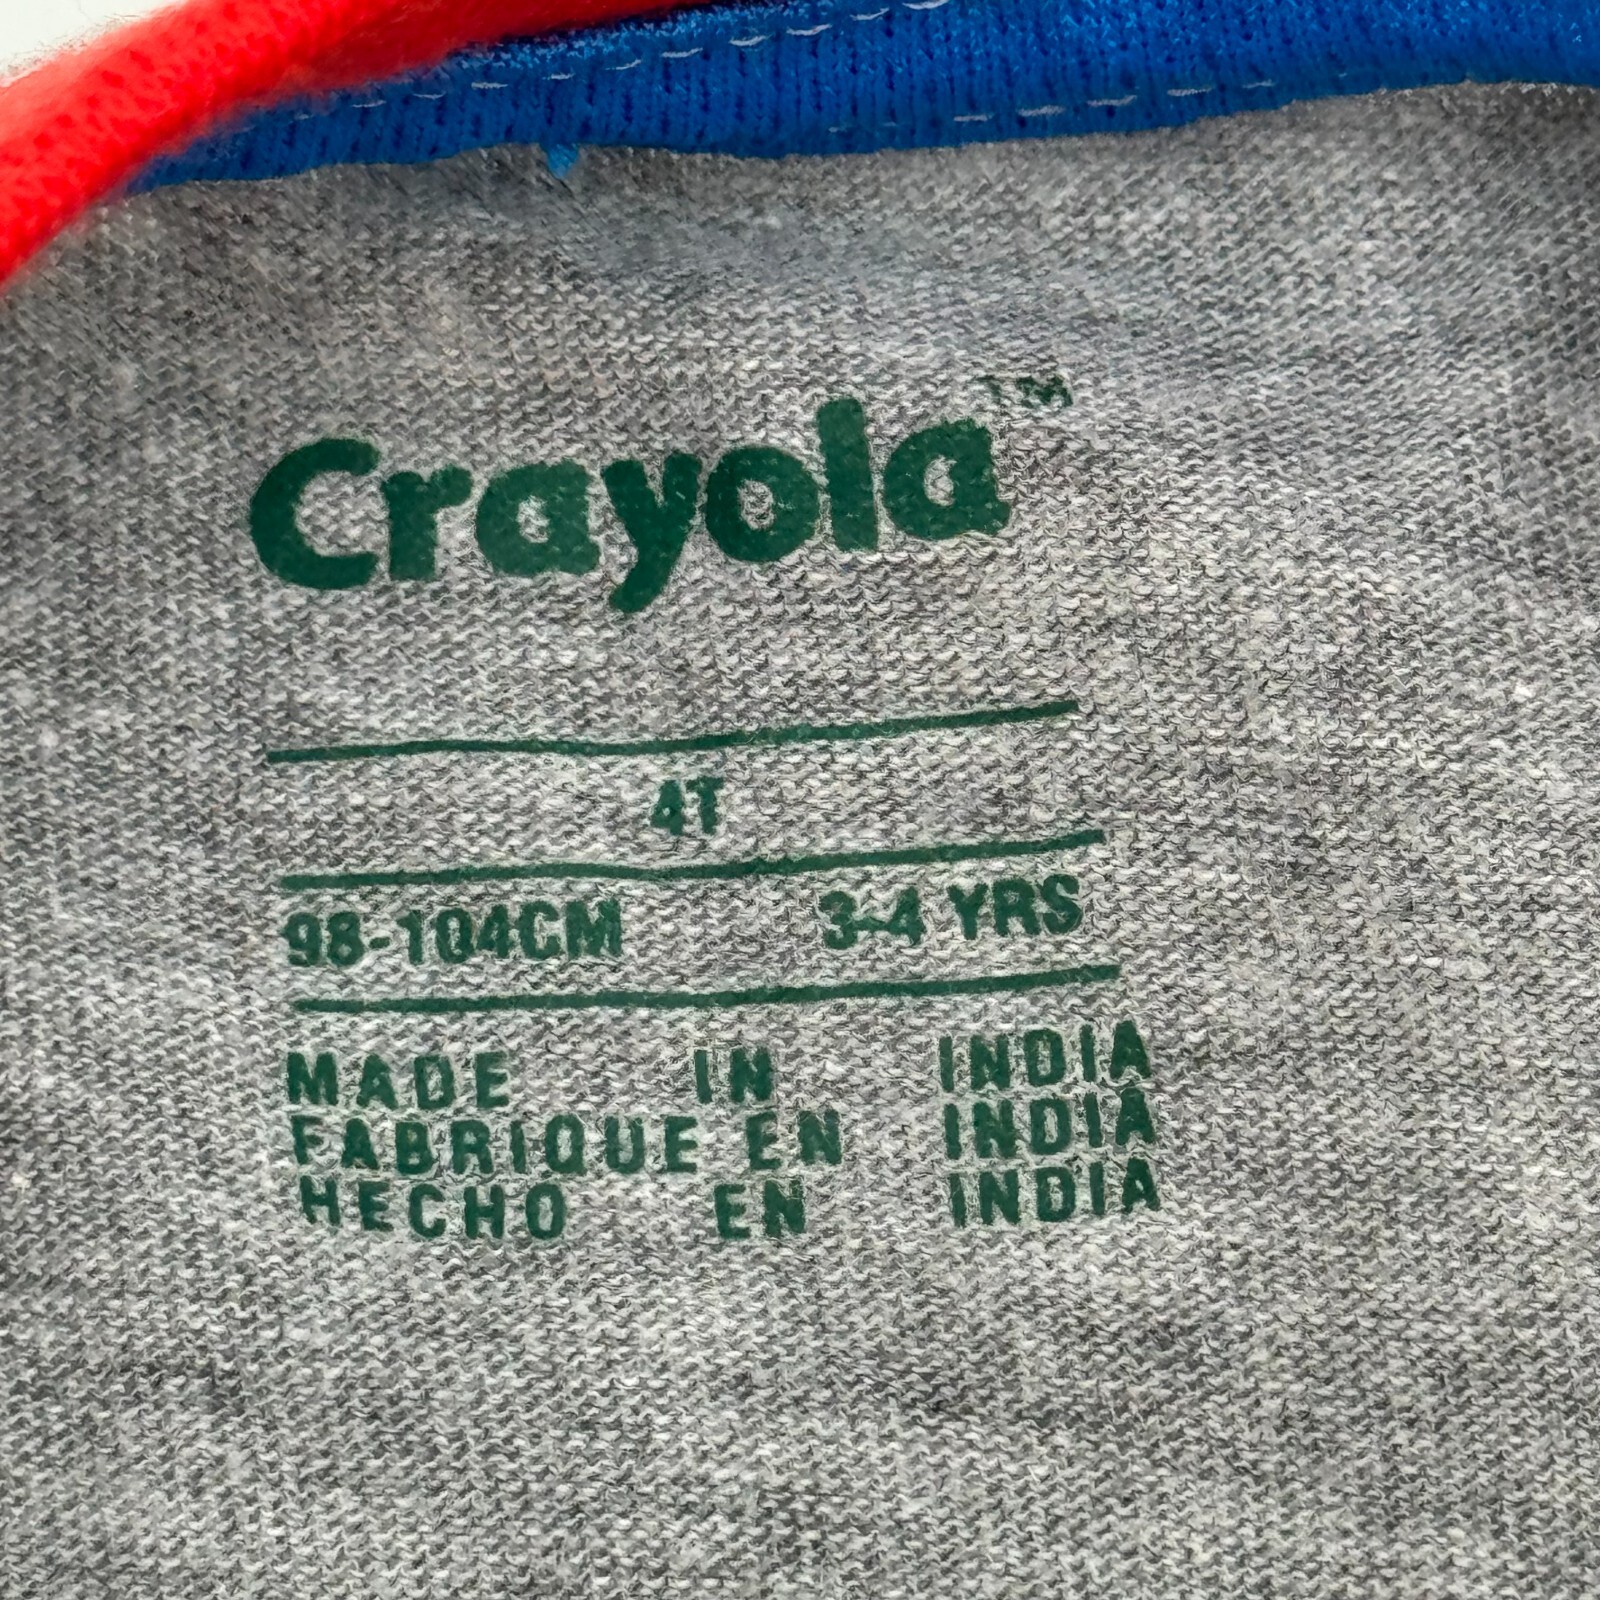 Crayola™
4T
98-104CM 3-4 YRS
MADE IN INDIA
FABRIQUE EN INDIA
HECHO EN INDIA